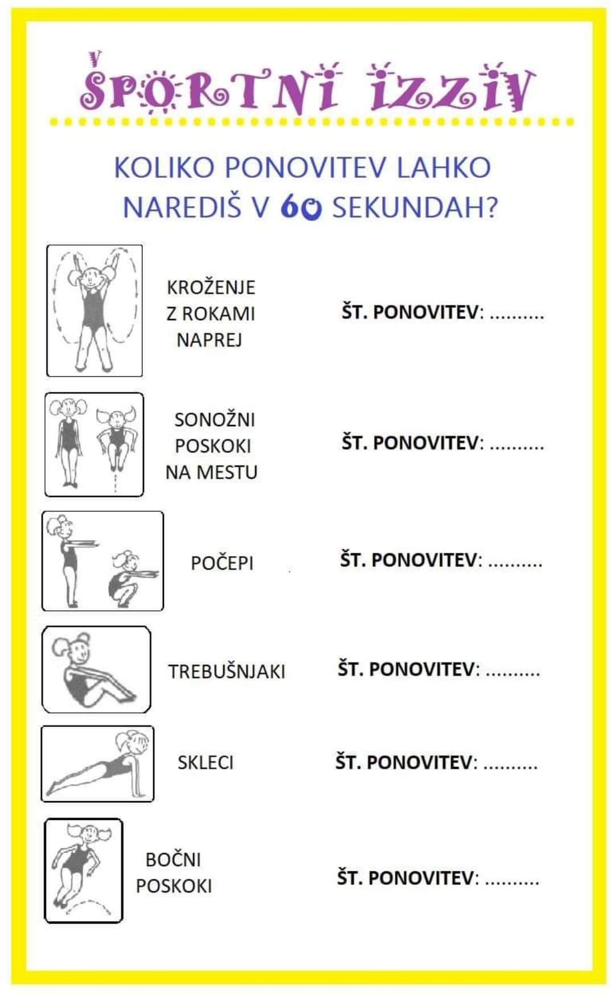 ŠPORTNI IZZIV
KOLIKO PONOVITEV LAHKO
NAREDIŠ V 60 SEKUNDAH?
KROŽENJE
Z ROKAMI
NAPREJ
ŠT. PONOVITEV: ..........
SONOŽNI
POSKOKI
NA MESTU
ŠT. PONOVITEV: ..........
POČEPI
ŠT. PONOVITEV: ..........
TREBUŠNJAKI
ŠT. PONOVITEV: ..........
SKLECI
ŠT. PONOVITEV: ..........
BOČNI
POSKOKI
ŠT. PONOVITEV: ..........